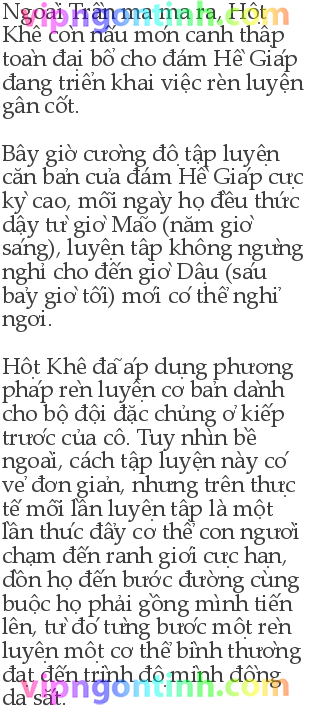 vipngontinh.com
Ngoài Trần ma ma ra, Hột
Khê còn nấu món canh thập
toàn đại bổ cho đám Hề Giáp
đang triển khai việc rèn luyện
gân cốt.
Bây giờ cường độ tập luyện
căn bản của đám Hề Giáp cực
kỳ cao, mỗi ngày họ đều thức
dậy từ giờ Mão (năm giờ
sáng), luyện tập không ngừng
nghỉ cho đến giờ Dậu (sáu
bảy giờ tối) mới có thể nghỉ
ngơi.
Hột Khê đã áp dụng phương
pháp rèn luyện cơ bản dành
cho bộ đội đặc chủng ở kiếp
trước của cô. Tuy nhìn bề
ngoài, cách tập luyện này có
vẻ đơn giản, nhưng trên thực
tế mỗi lần luyện tập là một
lần thúc đẩy cơ thể con người
chạm đến ranh giới cực hạn,
dồn họ đến bước đường cùng
buộc họ phải gồng mình tiến
lên, từ đó từng bước một rèn
luyện một cơ thể bình thường
đạt đến trình độ mình đồng
da sắt.
vipngontinh.com